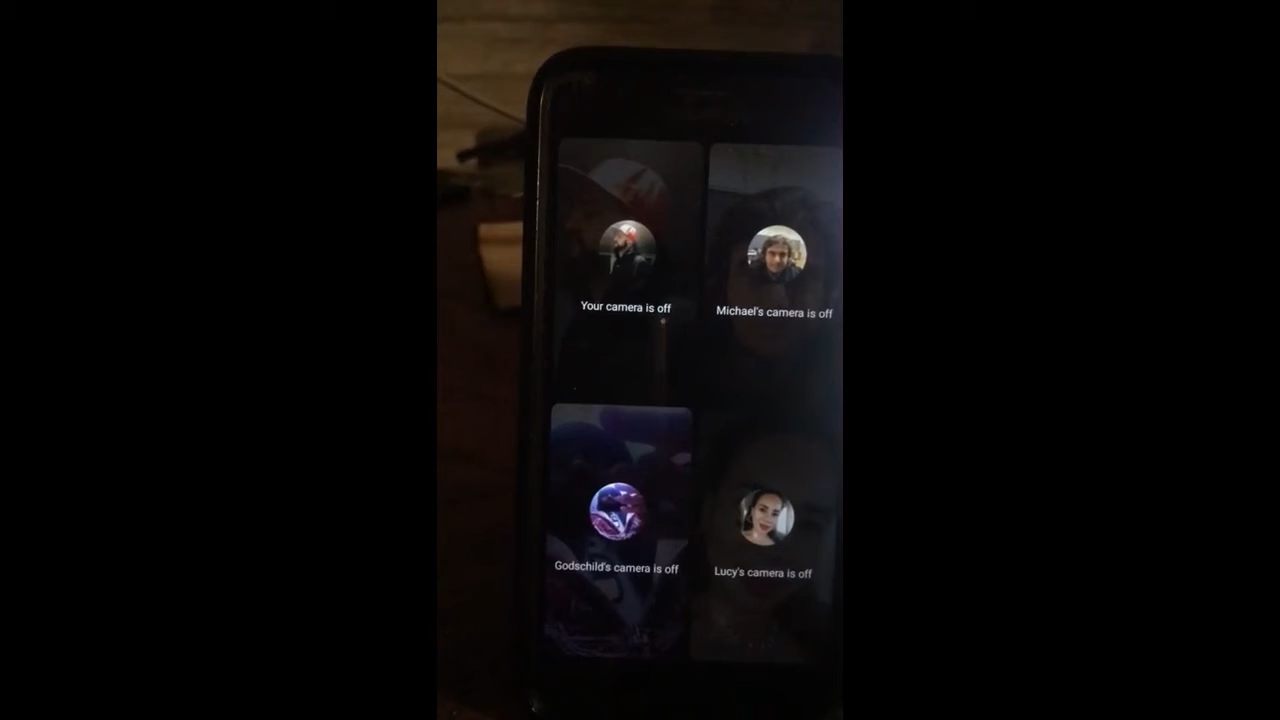 Your camera is off
Michael's camera is off
Godschild's camera is off
Lucy's camera is off